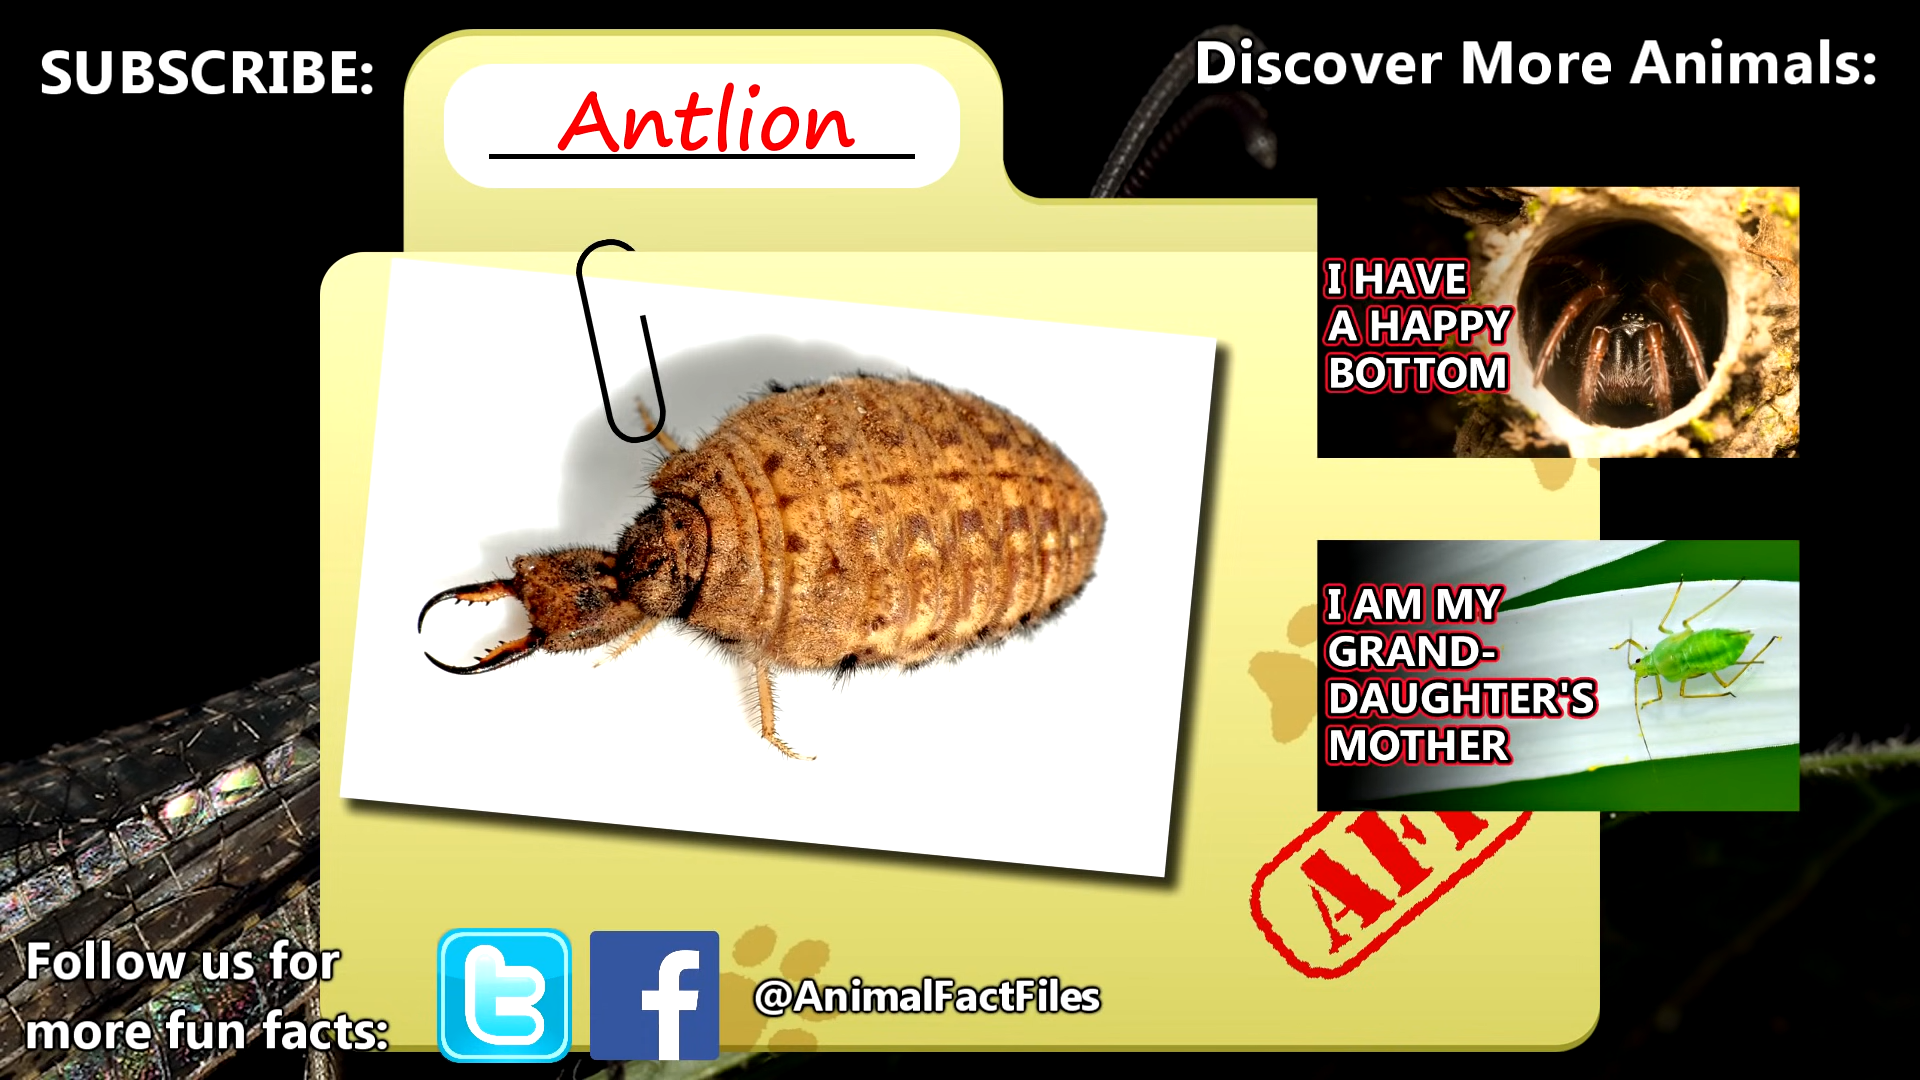 SUBSCRIBE:
Antlion
Discover More Animals:
I HAVE
A HAPPY
BOTTOM
I AM MY
GRAND-
DAUGHTER'S
MOTHER
Follow us for
more fun facts:
@AnimalFactFiles